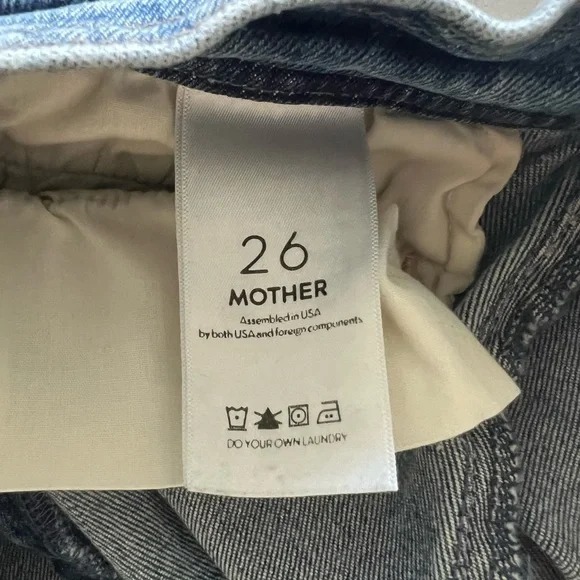 26
MOTHER
Assembled in USA
by both USA and foreign components
DO YOUR OWN LAUNDRY